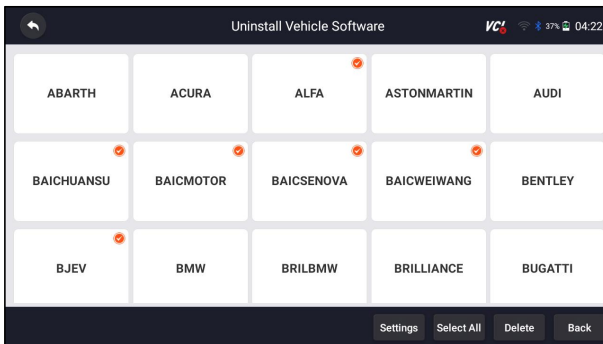 Uninstall Vehicle Software VCI 37% 04:22
ABARTH ACURA ALFA ASTONMARTIN AUDI
BAICHUANSU BAICMOTOR BAICSENOVA BAICWEIWANG BENTLEY
BJEV BMW BRILBMW BRILLIANCE BUGATTI
Settings Select All Delete Back